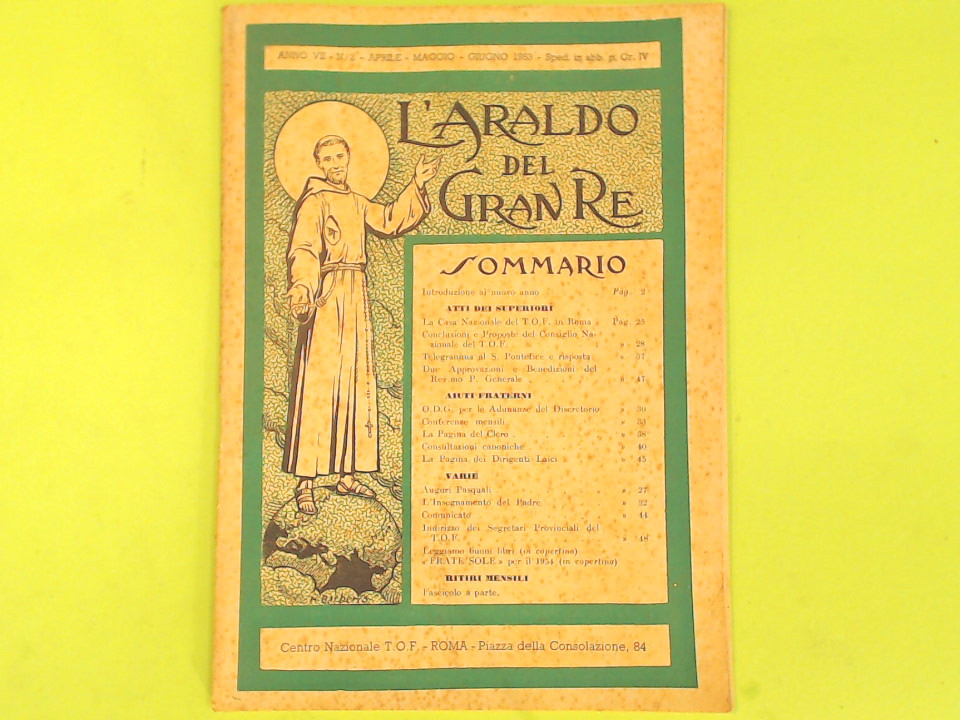 ANNO VII - N. 2 - APRILE - MAGGIO - GIUGNO 1953 - Sped. in abb. p. Gr. IV
L'ARALDO
DEL
GRAN RE
SOMMARIO
Introduzione al nuovo anno . Pag. 2
ATTI DEI SUPERIORI
La Casa Nazionale del T.O.F. in Roma . Pag. 25
Conclusioni e Proposte del Consiglio Na-
zionale del T.O.F. . » 28
Telegramma al S. Pontefice e risposta » 37
Due Approvazioni e Benedizioni del
Rev.mo P. Generale . » 47
AIUTI FRATERNI
O.D.G. per le Adunanze del Discretorio » 30
Conferenze mensili » 33
La Pagina del Clero . » 38
Consultazioni canoniche . » 40
La Pagina dei Dirigenti Laici » 45
VARIE
Auguri Pasquali » 27
L'Insegnamento del Padre » 32
Comunicato » 44
Indirizzo dei Segretari Provinciali del
T.O.F. » 48
Leggiamo buoni libri (in copertina)
« FRATE SOLE » per il 1954 (in copertina)
RITIRI MENSILI
Fascicolo a parte.
Barberis
Centro Nazionale T.O.F. - ROMA - Piazza della Consolazione, 84